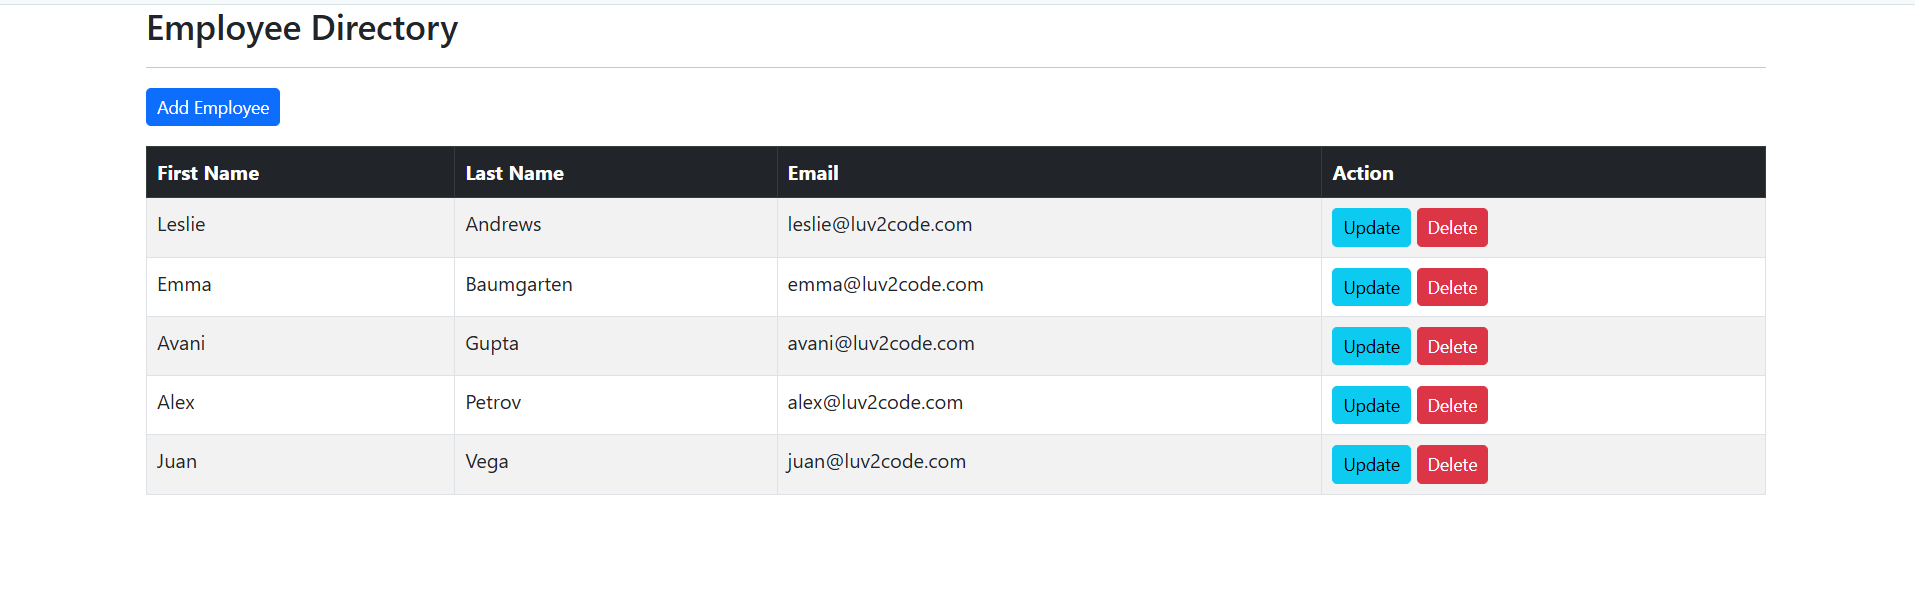 Employee Directory
Add Employee
First Name Last Name Email Action
Leslie Andrews leslie@luv2code.com Update Delete
Emma Baumgarten emma@luv2code.com Update Delete
Avani Gupta avani@luv2code.com Update Delete
Alex Petrov alex@luv2code.com Update Delete
Juan Vega juan@luv2code.com Update Delete